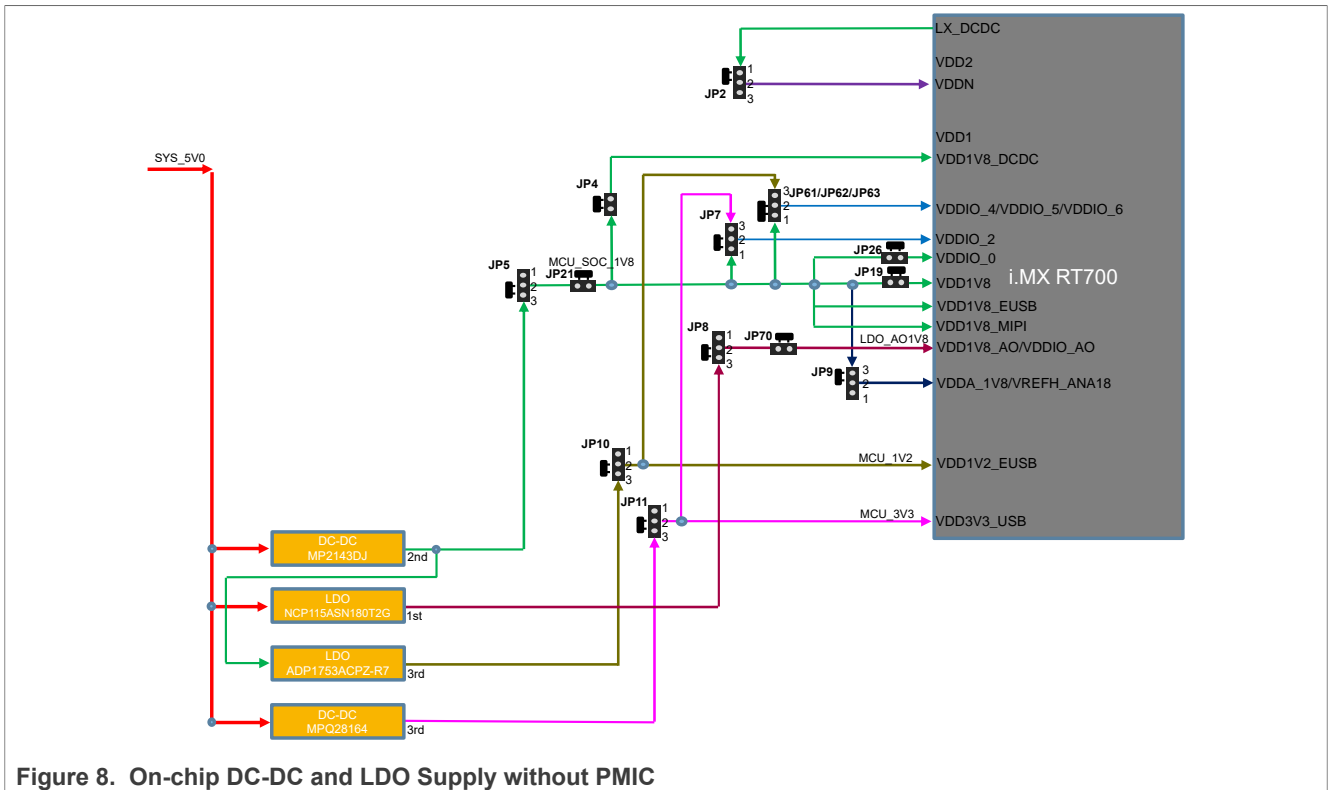 LX_DCDC
1
2
3
JP2
VDD2
VDDN
VDD1
VDD1V8_DCDC
SYS_5V0
JP4
3
2
1
JP61/JP62/JP63
VDDIO_4/VDDIO_5/VDDIO_6
JP7
3
2
1
VDDIO_2
JP26
VDDIO_0
JP5
1
2
3
MCU_SOC_1V8
JP21
JP19
VDD1V8
i.MX RT700
VDD1V8_EUSB
VDD1V8_MIPI
JP8
1
2
3
JP70
LDO_AO1V8
VDD1V8_AO/VDDIO_AO
JP9
3
2
1
VDDA_1V8/VREFH_ANA18
JP10
1
2
3
MCU_1V2
VDD1V2_EUSB
JP11
1
2
3
MCU_3V3
VDD3V3_USB
DC-DC
MP2143DJ
2nd
LDO
NCP115ASN180T2G
1st
LDO
ADP1753ACPZ-R7
3rd
DC-DC
MPQ28164
3rd
Figure 8. On-chip DC-DC and LDO Supply without PMIC